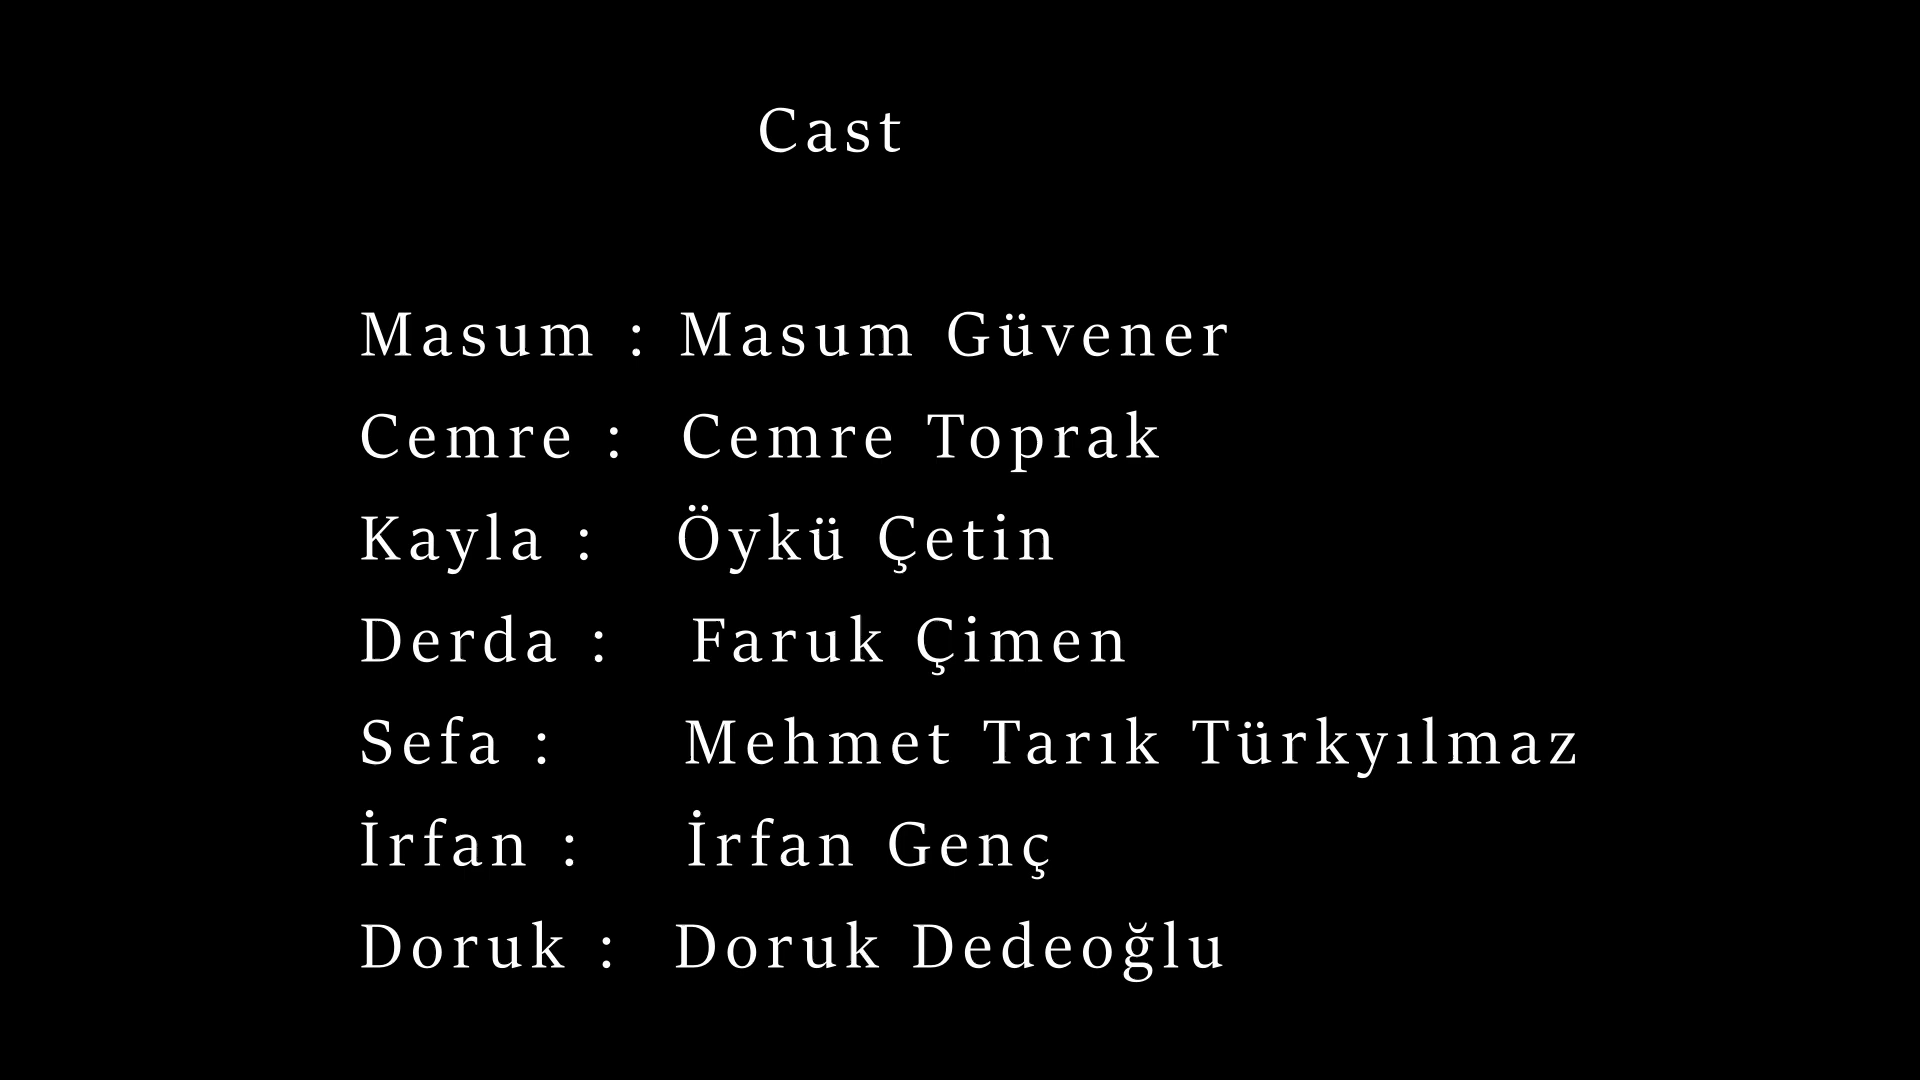 Cast
Masum : Masum Güvener
Cemre : Cemre Toprak
Kayla : Öykü Çetin
Derda : Faruk Çimen
Sefa : Mehmet Tarık Türkyılmaz
İrfan : İrfan Genç
Doruk : Doruk Dedeoğlu